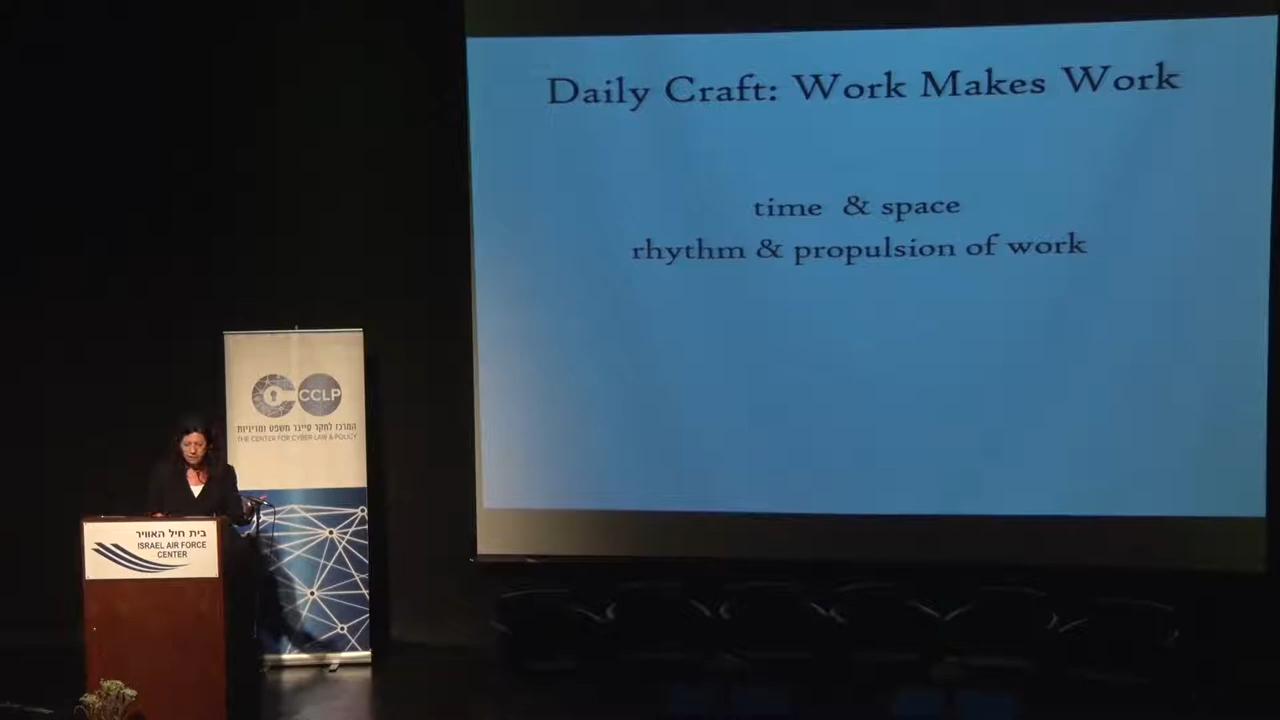 Daily Craft: Work Makes Work
time & space
rhythm & propulsion of work
CCLP
המרכז לחקר סייבר משפט ומדיניות
THE CENTER FOR CYBER LAW & POLICY
בית חיל האוויר
ISRAEL AIR FORCE
CENTER